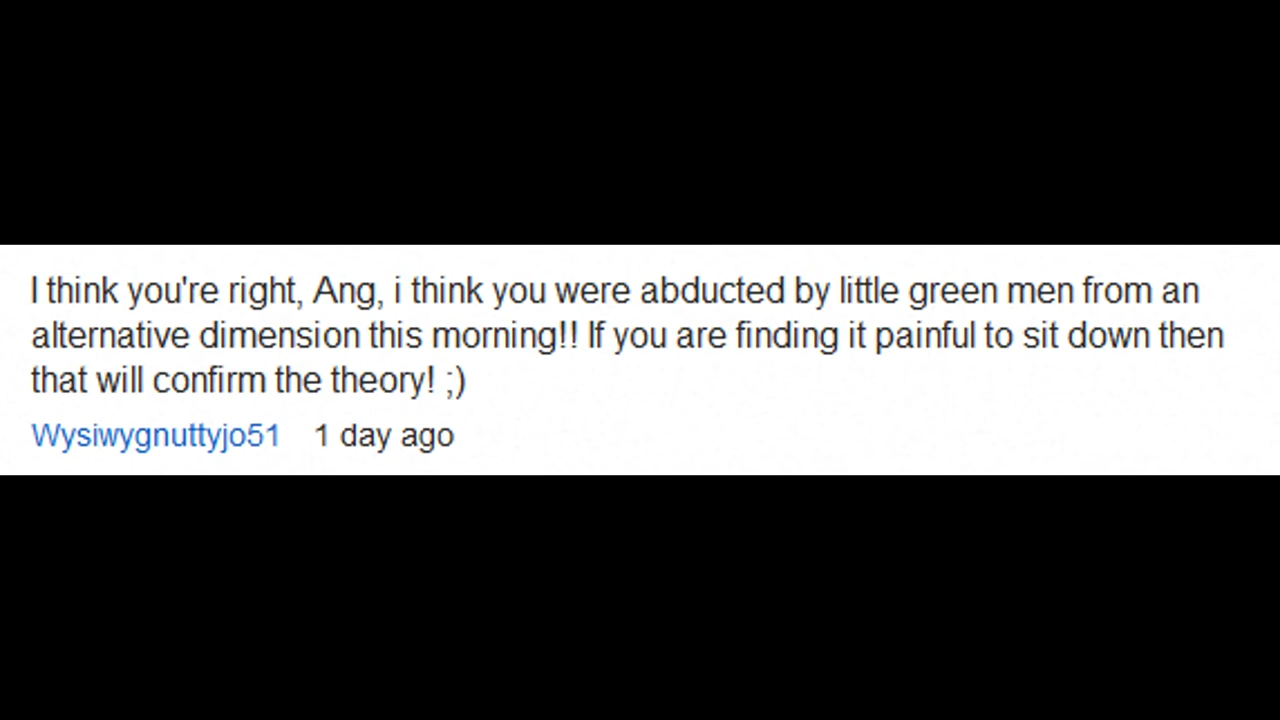 I think you're right, Ang, i think you were abducted by little green men from an
alternative dimension this morning!! If you are finding it painful to sit down then
that will confirm the theory! ;)
Wysiwygnuttyjo51 1 day ago